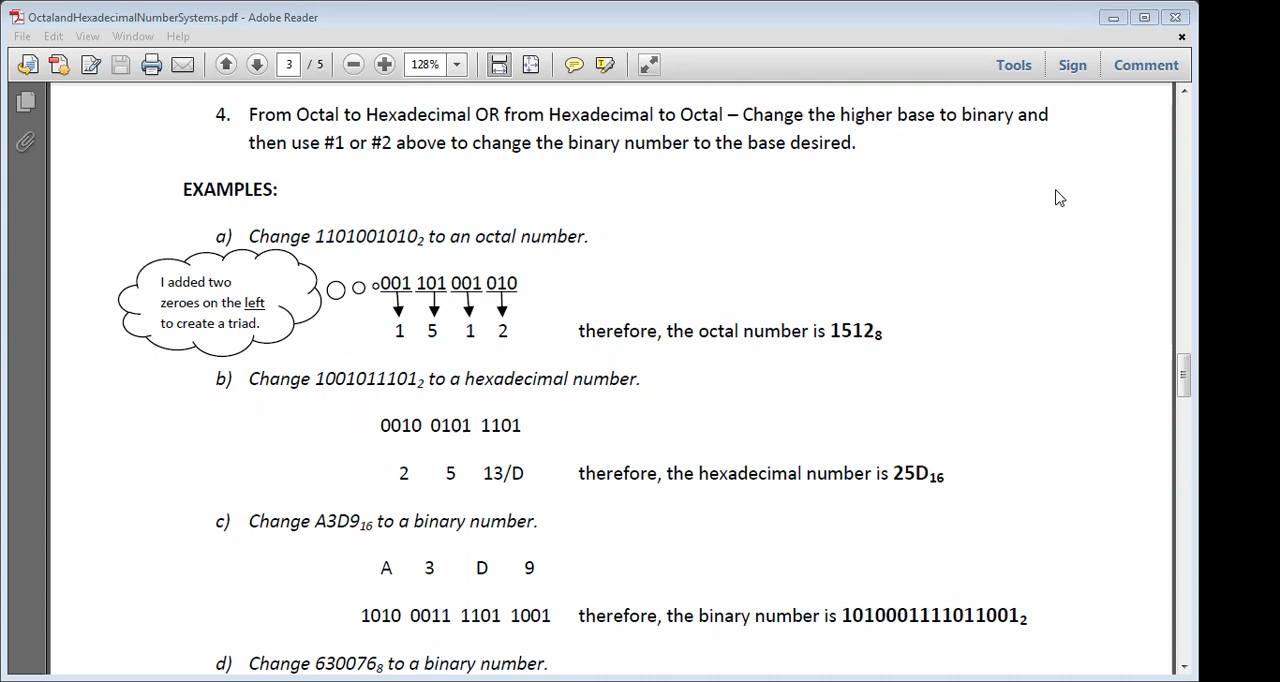 OctalandHexadecimalNumberSystems.pdf - Adobe Reader
File Edit View Window Help
3 / 5 128% Tools Sign Comment
4. From Octal to Hexadecimal OR from Hexadecimal to Octal – Change the higher base to binary and
then use #1 or #2 above to change the binary number to the base desired.
EXAMPLES:
a) Change 1101001010₂ to an octal number.
I added two
zeroes on the left
to create a triad.
001 101 001 010
1 5 1 2 therefore, the octal number is 1512₈
b) Change 1001011101₂ to a hexadecimal number.
0010 0101 1101
2 5 13/D therefore, the hexadecimal number is 25D₁₆
c) Change A3D9₁₆ to a binary number.
A 3 D 9
1010 0011 1101 1001 therefore, the binary number is 1010001111011001₂
d) Change 630076₈ to a binary number.